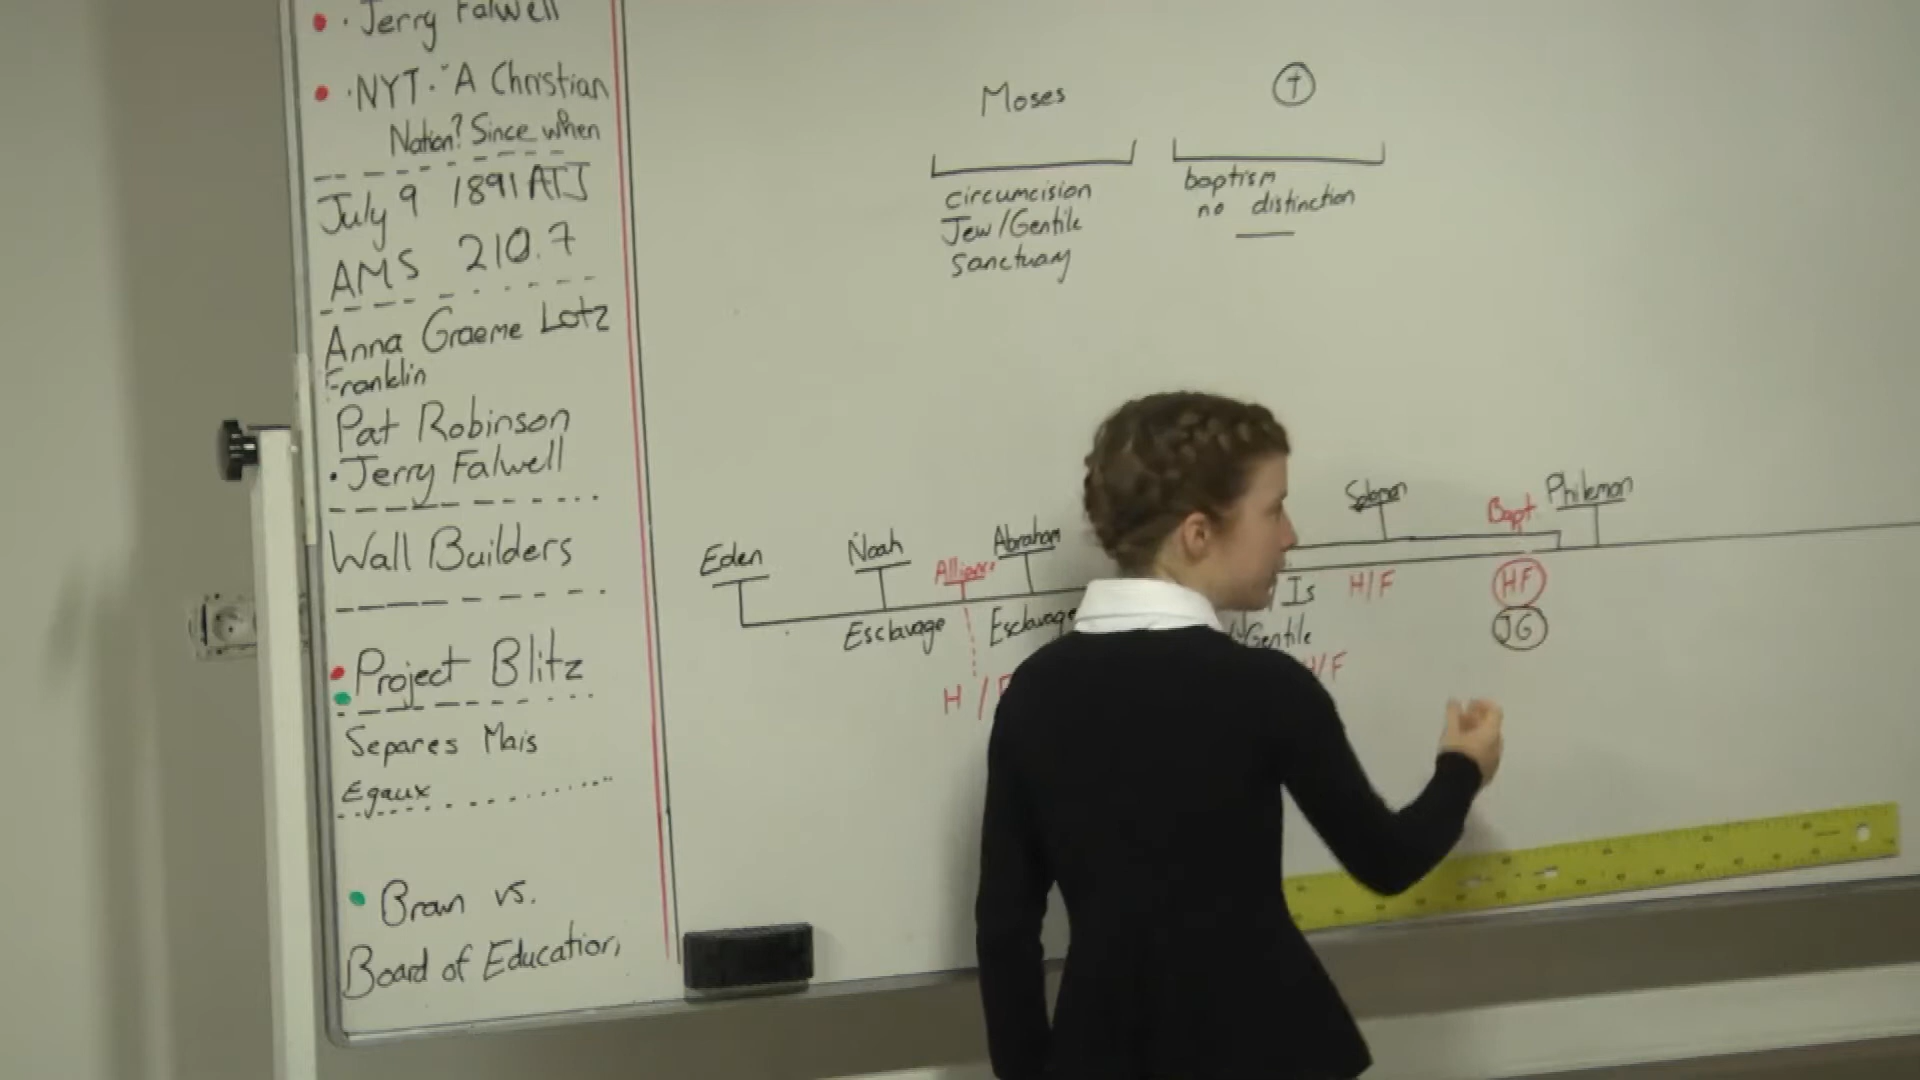 · Jerry Falwell
· NYT· "A Christian
Nation? Since when
July 9 1891 ATJ
AMS 210.7
Anna Graeme Lotz
Franklin
Pat Robinson
· Jerry Falwell
Wall Builders
Project Blitz
Separes Mais
Egaux
Brown vs.
Board of Education,
Moses
circumcision
Jew/Gentile
Sanctuary
baptism
no distinction
Eden
Noah
Alliance
Abraham
Solomon
Bapt
Philemon
Esclavage
Esclavage
Is
H/F
HF
JG
Gentile
H/F
H /